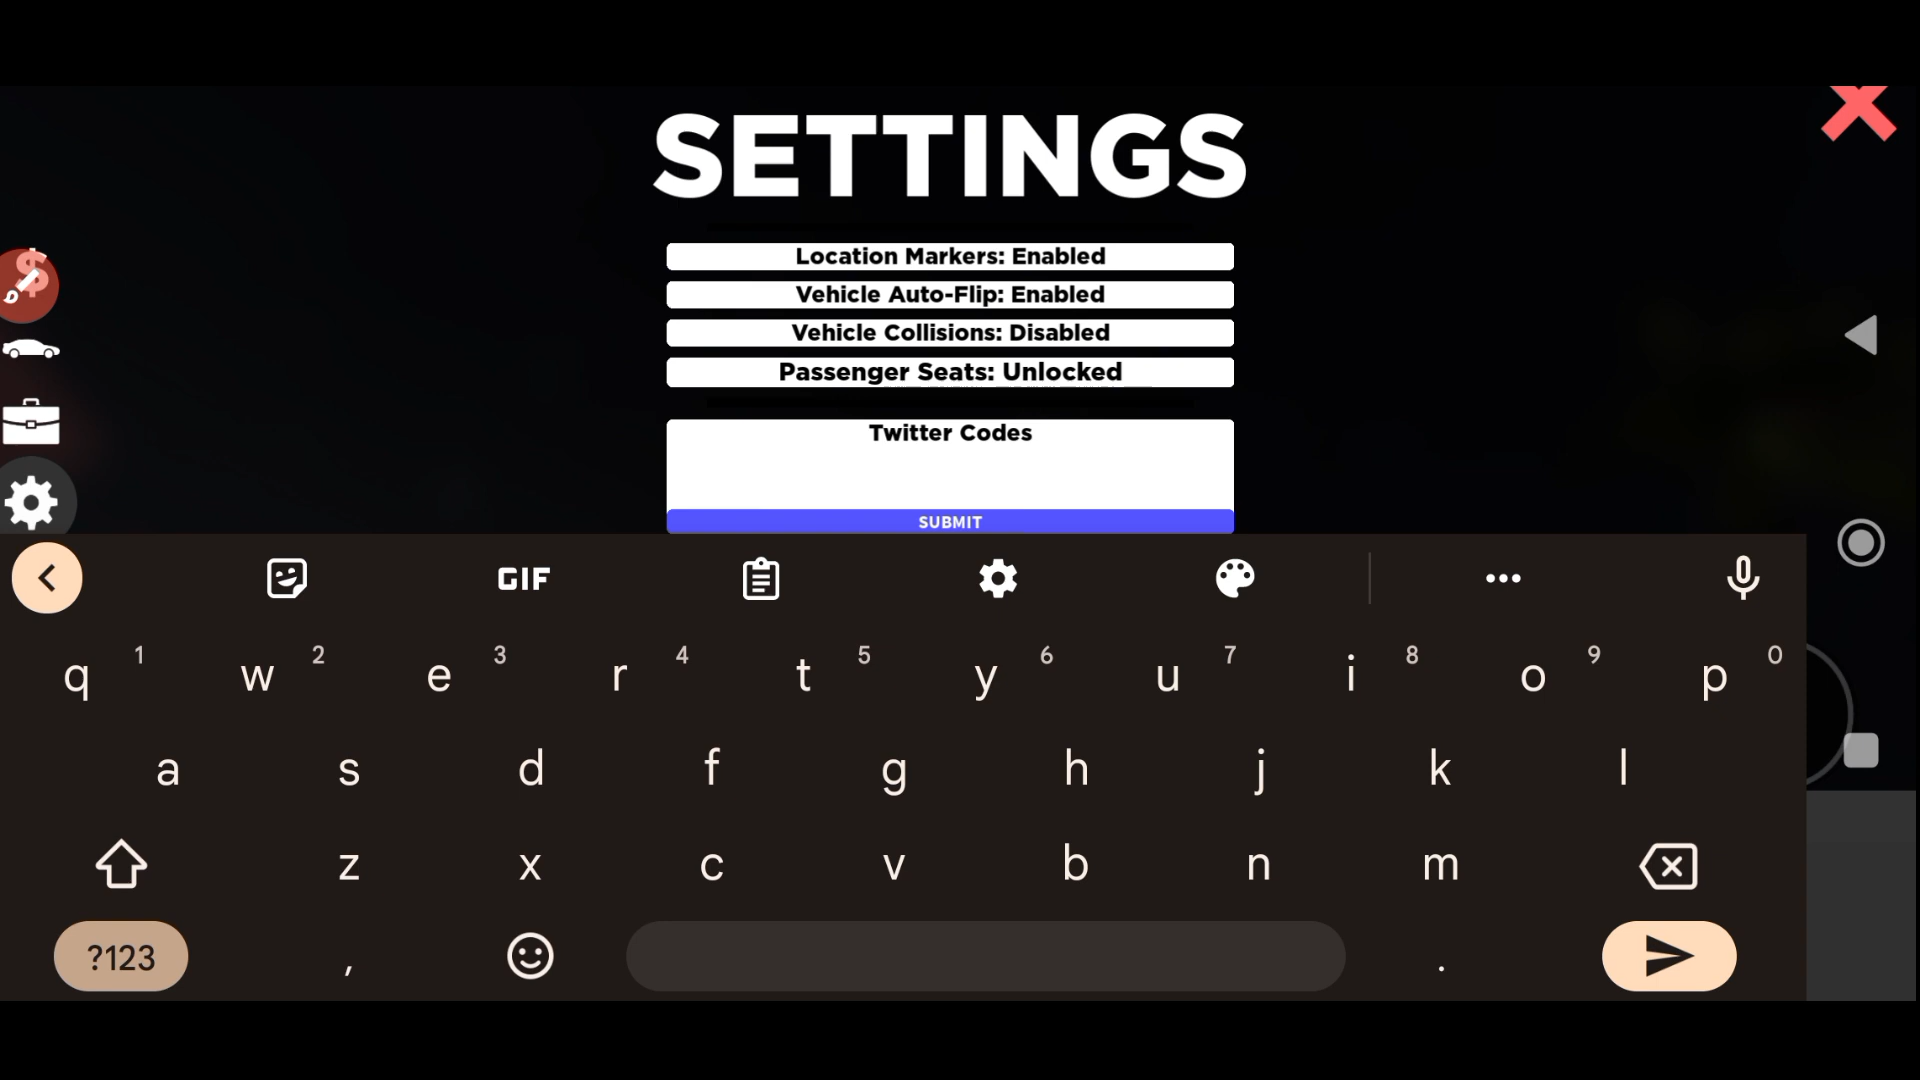 SETTINGS
Location Markers: Enabled
Vehicle Auto-Flip: Enabled
Vehicle Collisions: Disabled
Passenger Seats: Unlocked
Twitter Codes
SUBMIT
$
GIF
q 1 w 2 e 3 r 4 t 5 y 6 u 7 i 8 o 9 p 0
a s d f g h j k l
z x c v b n m
?123 , .